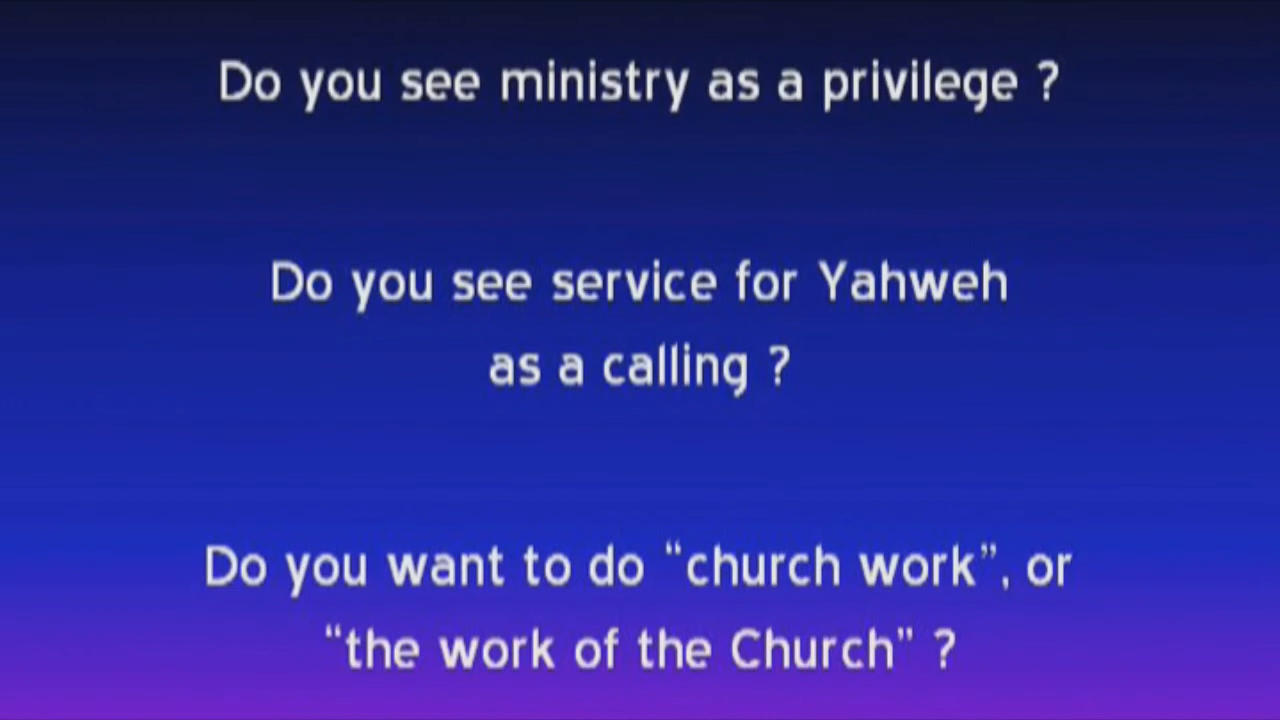 Do you see ministry as a privilege ?
Do you see service for Yahweh
as a calling ?
Do you want to do “church work”, or
“the work of the Church” ?